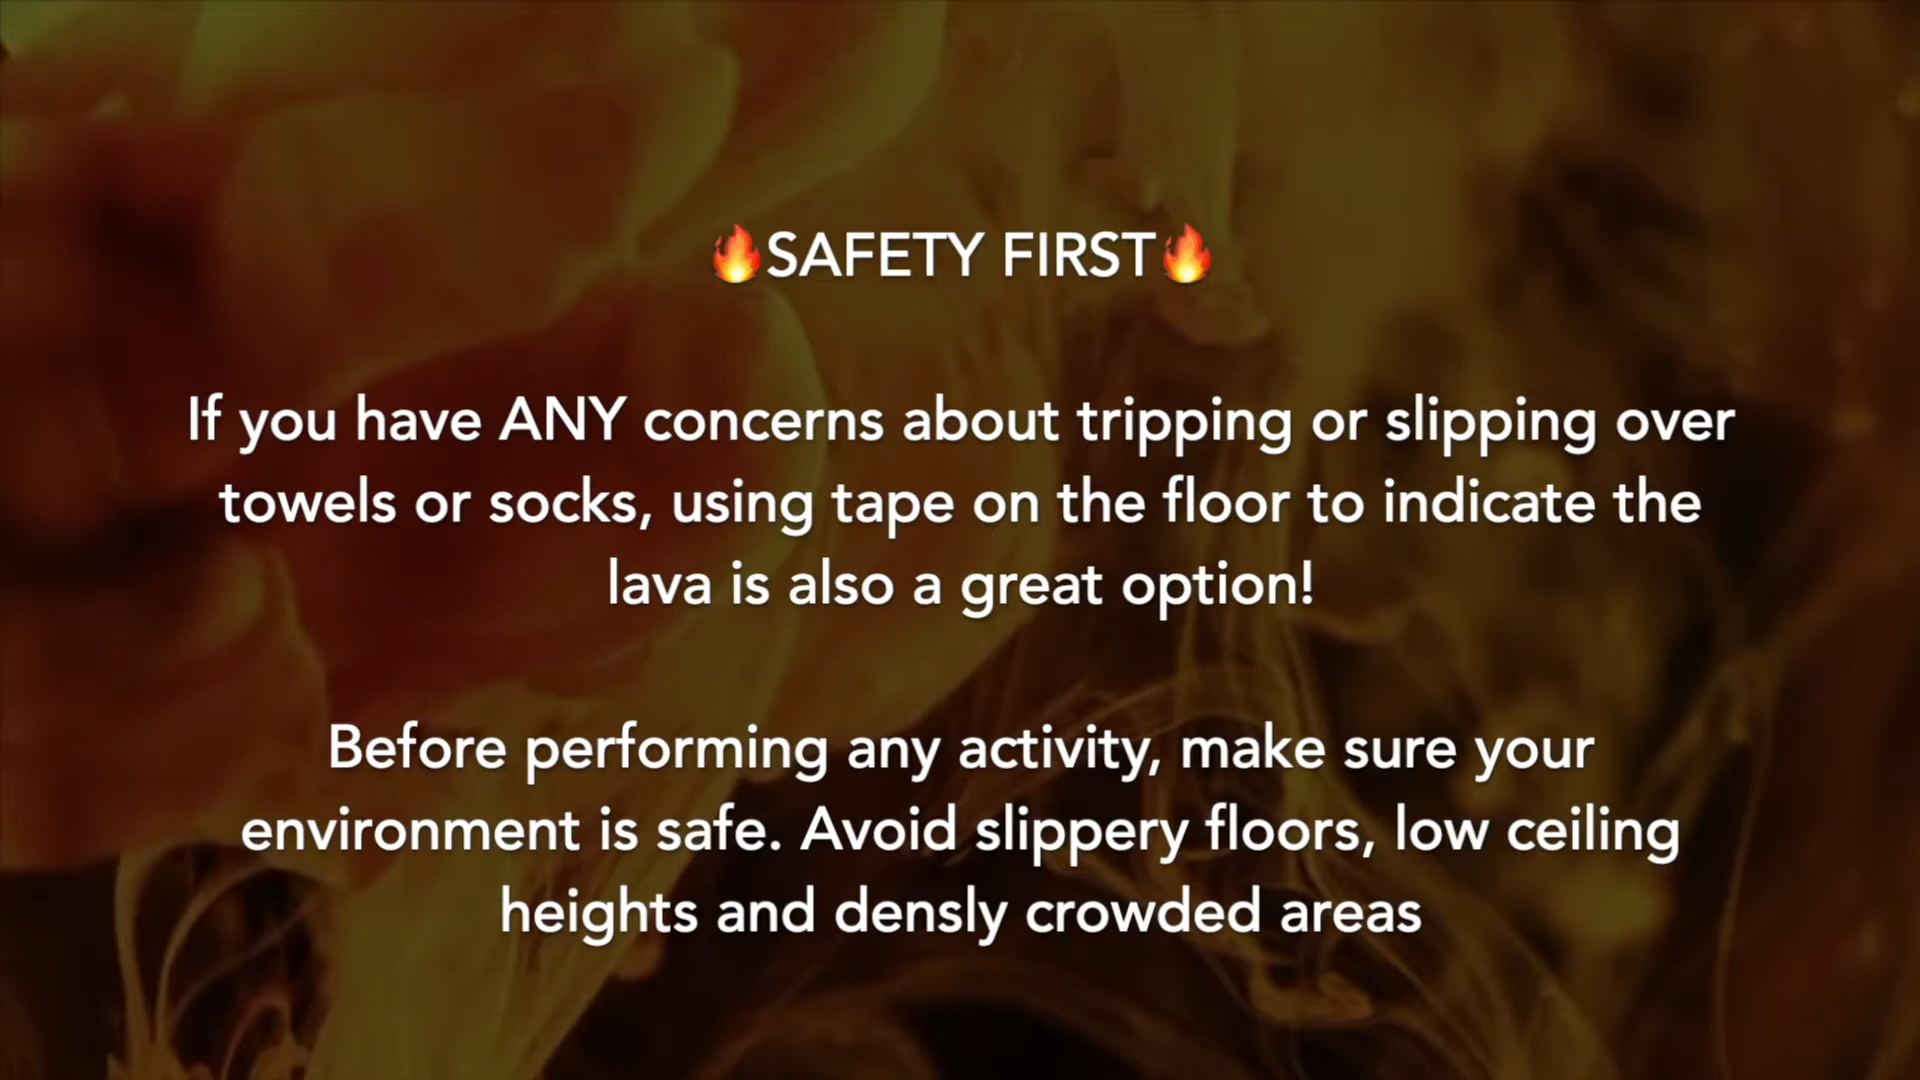 🔥SAFETY FIRST🔥
If you have ANY concerns about tripping or slipping over
towels or socks, using tape on the floor to indicate the
lava is also a great option!
Before performing any activity, make sure your
environment is safe. Avoid slippery floors, low ceiling
heights and densly crowded areas